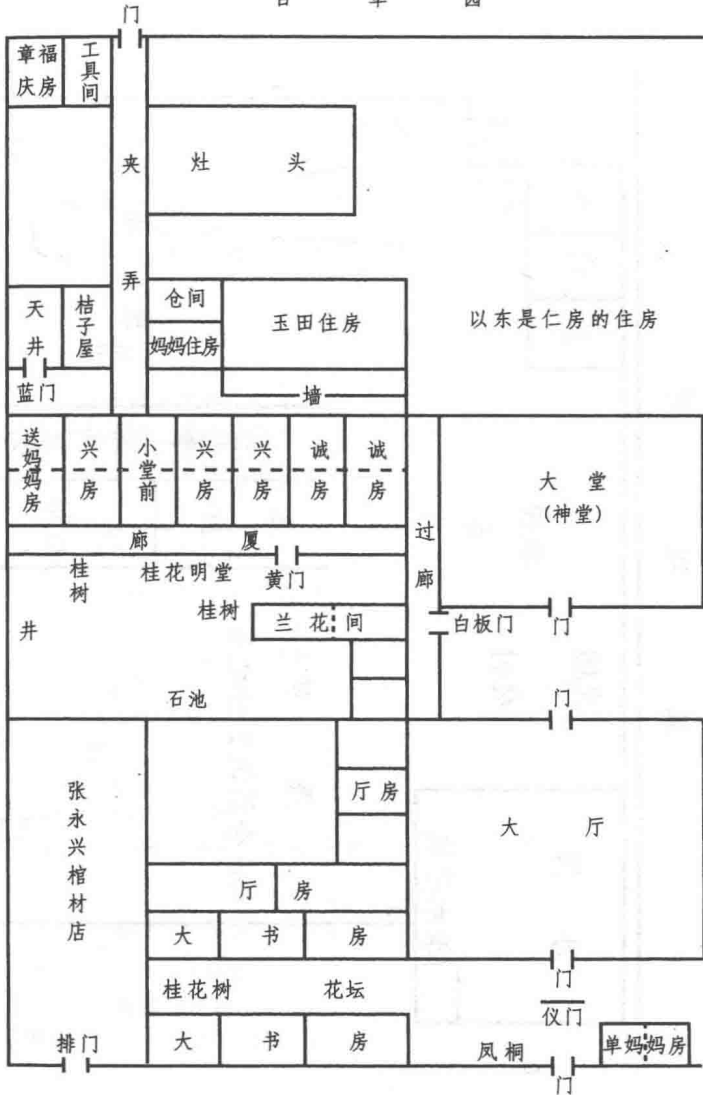 百草园
门
章福庆房
工具间
夹弄
灶头
天井
桔子屋
仓间
妈妈住房
玉田住房
以东是仁房的住房
蓝门
墙
送妈妈房
兴房
小堂前
兴房
兴房
诚房
诚房
过廊
大堂
(神堂)
廊厦
桂树
桂花明堂
黄门
井
桂树
兰花间
白板门
门
石池
门
张永兴棺材店
厅房
大厅
厅房
大书房
门
桂花树
花坛
仪门
排门
大书房
凤桐
单妈妈房
门